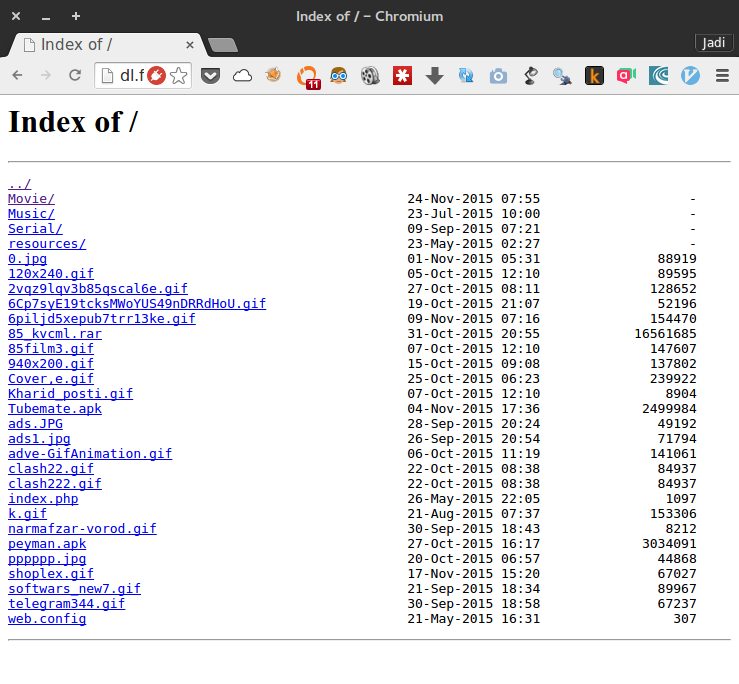 Index of / – Chromium
Index of /
Jadi
dl.f
11
k
a
Index of /
../
Movie/ 24-Nov-2015 07:55 -
Music/ 23-Jul-2015 10:00 -
Serial/ 09-Sep-2015 07:21 -
resources/ 23-May-2015 02:27 -
0.jpg 01-Nov-2015 05:31 88919
120x240.gif 05-Oct-2015 12:10 89595
2vqz9lqv3b85qscal6e.gif 27-Oct-2015 08:11 128652
6Cp7syE19tcksMWoYUS49nDRRdHoU.gif 19-Oct-2015 21:07 52196
6piljd5xepub7trr13ke.gif 09-Nov-2015 07:16 154470
85_kvcml.rar 31-Oct-2015 20:55 16561685
85film3.gif 07-Oct-2015 12:10 147607
940x200.gif 15-Oct-2015 09:08 137802
Cover,e.gif 25-Oct-2015 06:23 239922
Kharid_posti.gif 07-Oct-2015 12:10 8904
Tubemate.apk 04-Nov-2015 17:36 2499984
ads.JPG 28-Sep-2015 20:24 49192
ads1.jpg 26-Sep-2015 20:54 71794
adve-GifAnimation.gif 06-Oct-2015 11:19 141061
clash22.gif 22-Oct-2015 08:38 84937
clash222.gif 22-Oct-2015 08:38 84937
index.php 26-May-2015 22:05 1097
k.gif 21-Aug-2015 07:37 153306
narmafzar-vorod.gif 30-Sep-2015 18:43 8212
peyman.apk 27-Oct-2015 16:17 3034091
pppppp.jpg 20-Oct-2015 06:57 44868
shoplex.gif 17-Nov-2015 15:20 67027
softwars_new7.gif 21-Sep-2015 18:34 89967
telegram344.gif 30-Sep-2015 18:58 67237
web.config 21-May-2015 16:31 307